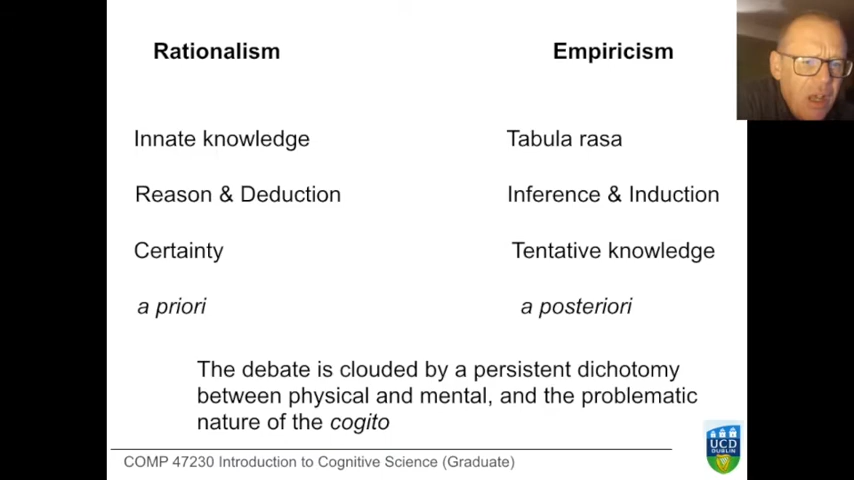 Rationalism Empiricism
Innate knowledge Tabula rasa
Reason & Deduction Inference & Induction
Certainty Tentative knowledge
a priori a posteriori
The debate is clouded by a persistent dichotomy
between physical and mental, and the problematic
nature of the cogito
COMP 47230 Introduction to Cognitive Science (Graduate)
UCD
DUBLIN